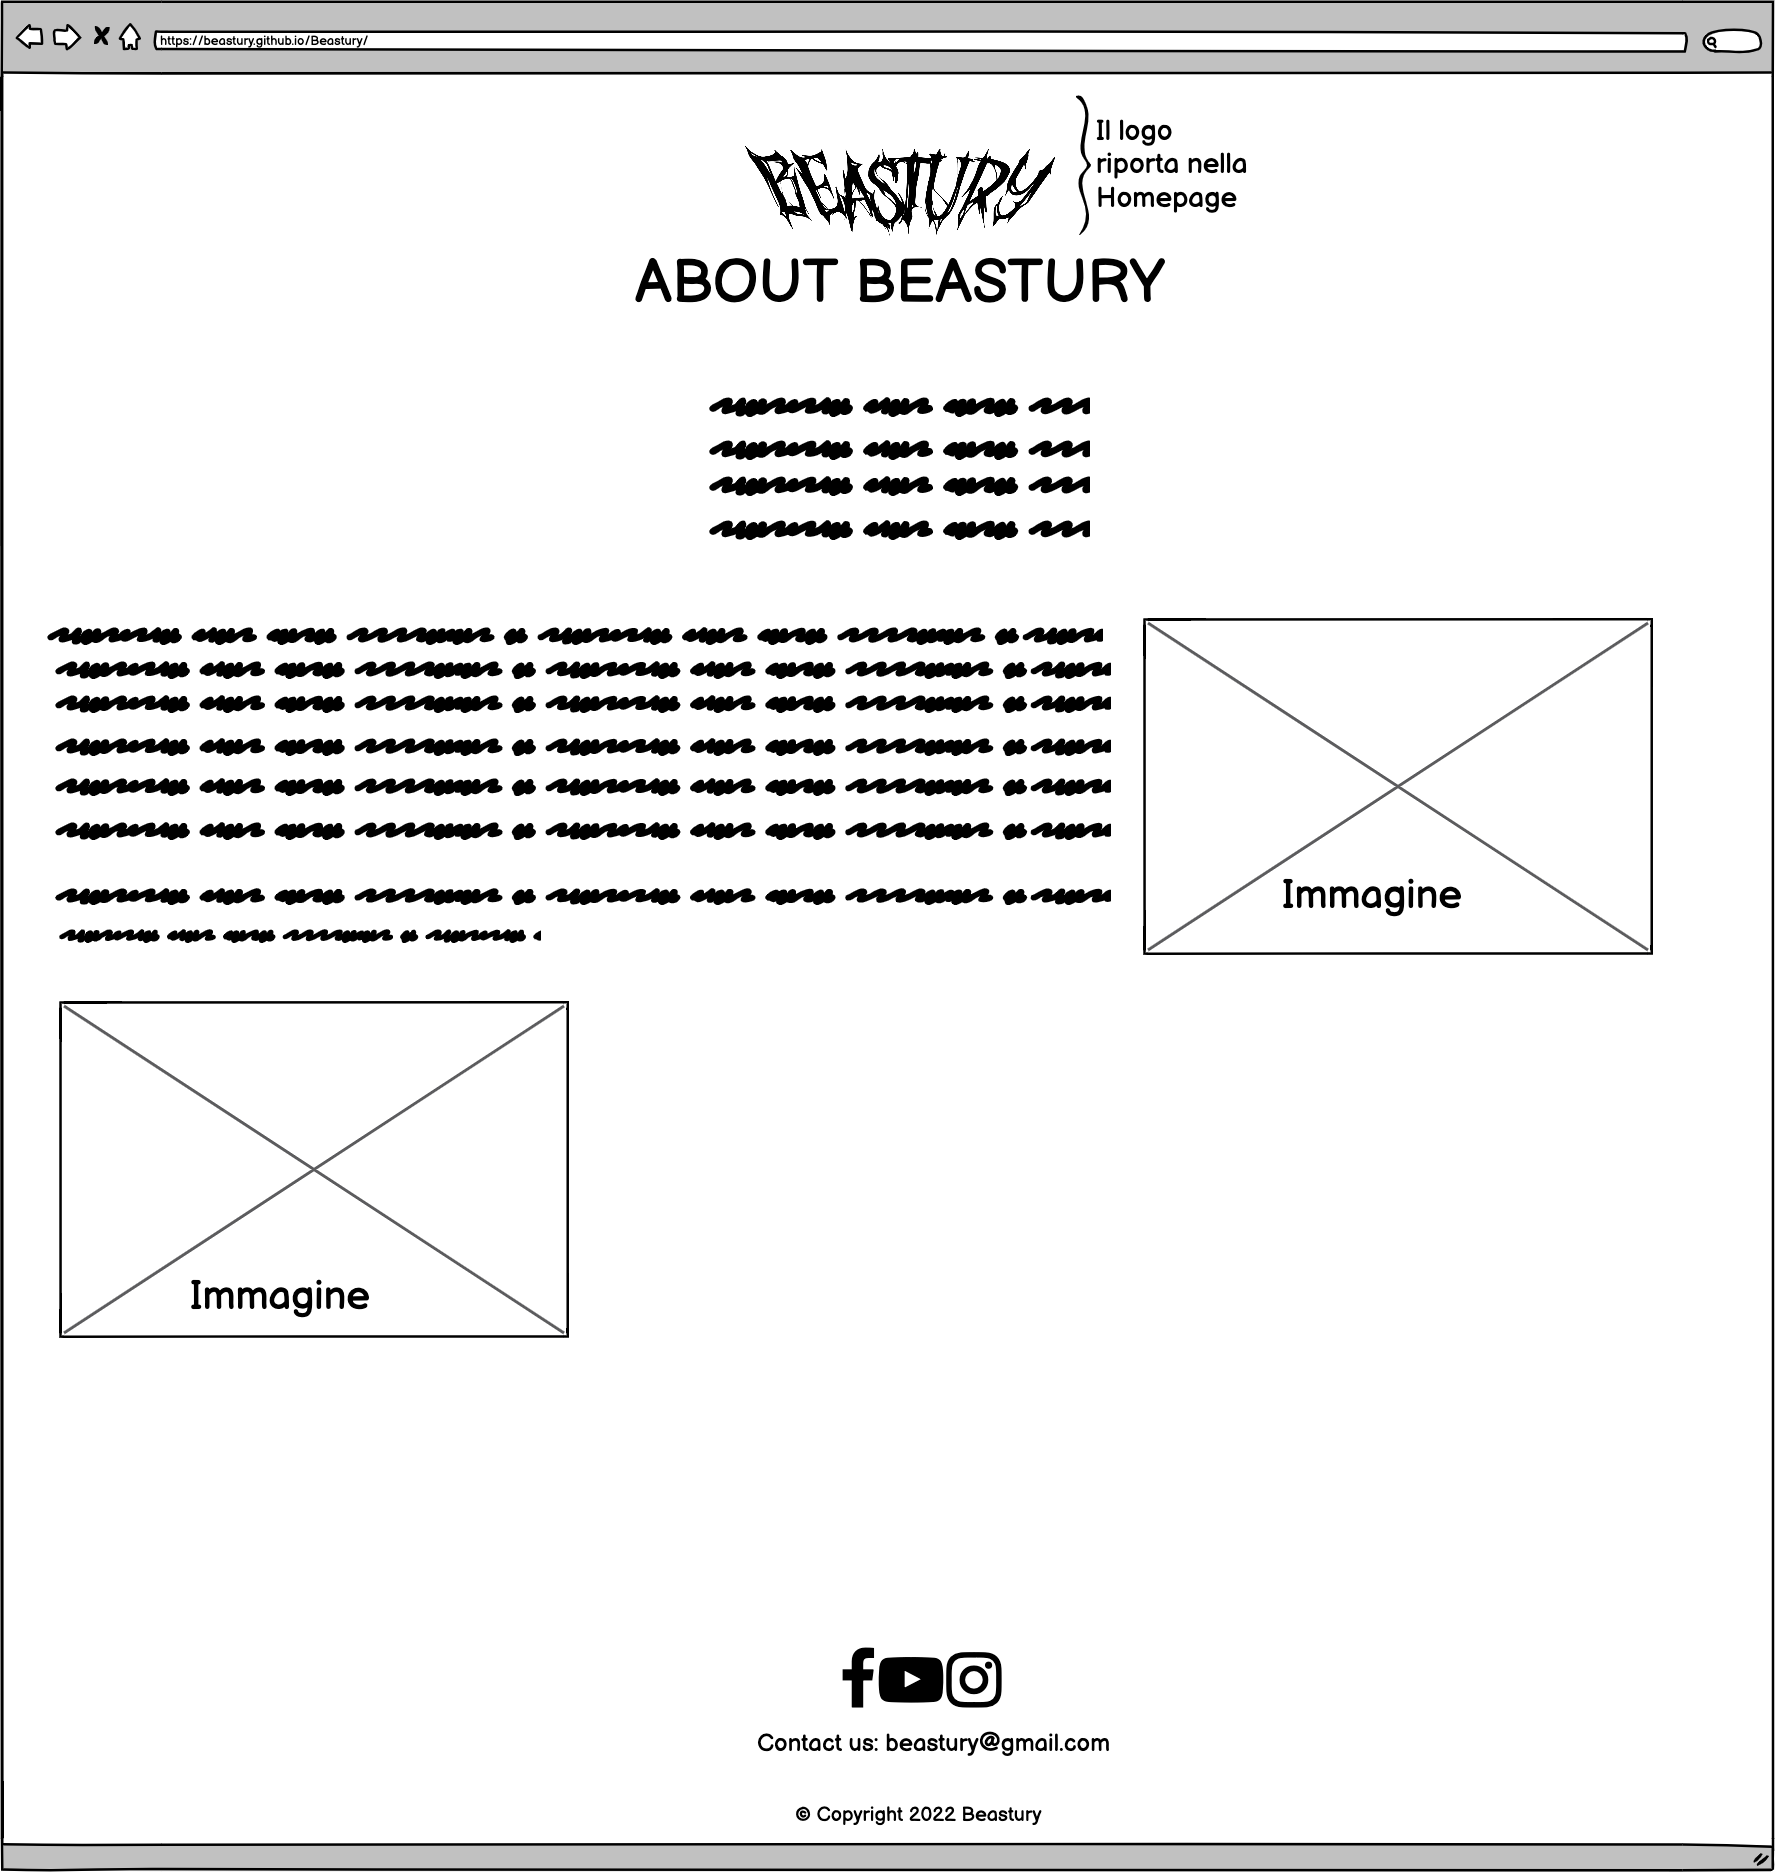 https://beastury.github.io/Beastury/
BEASTURY
Il logo
riporta nella
Homepage
ABOUT BEASTURY
Immagine
Immagine
Contact us: beastury@gmail.com
© Copyright 2022 Beastury